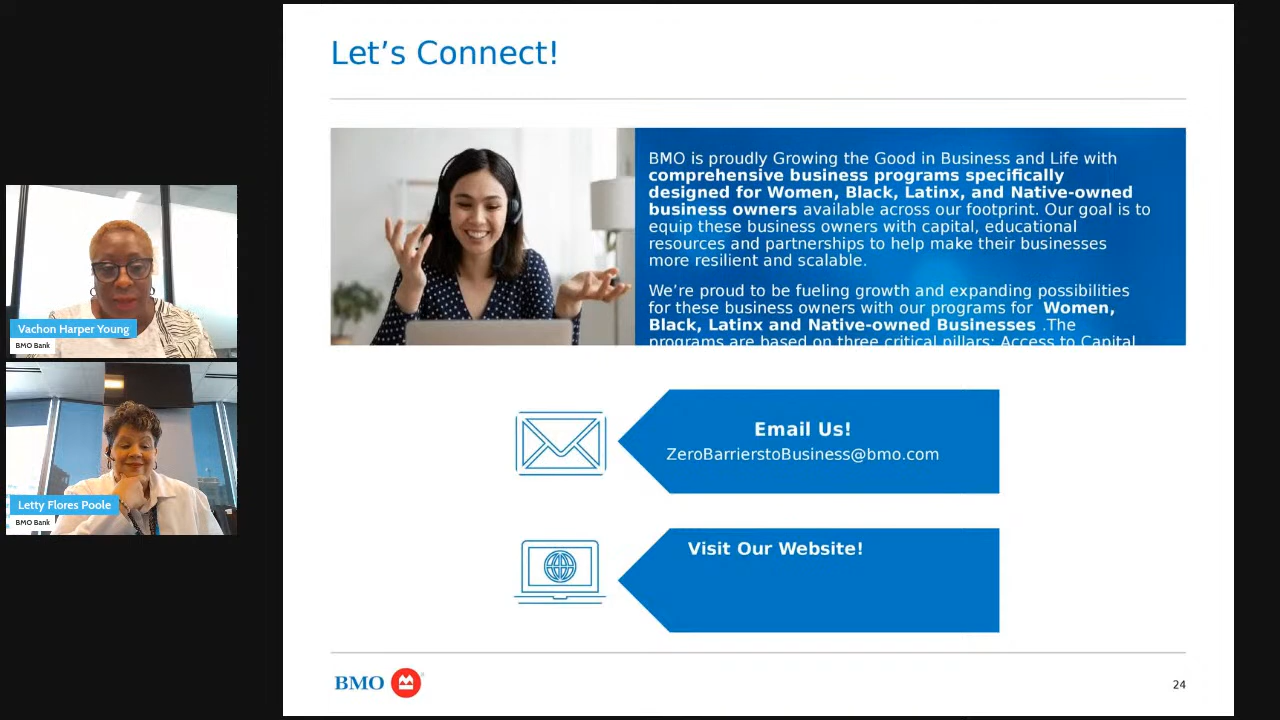 Let's Connect!
BMO is proudly Growing the Good in Business and Life with
comprehensive business programs specifically
designed for Women, Black, Latinx, and Native-owned
business owners available across our footprint. Our goal is to
equip these business owners with capital, educational
resources and partnerships to help make their businesses
more resilient and scalable.
We're proud to be fueling growth and expanding possibilities
for these business owners with our programs for Women,
Black, Latinx and Native-owned Businesses .The
programs are based on three critical pillars: Access to Capital
Vachon Harper Young
BMO Bank
Letty Flores Poole
BMO Bank
Email Us!
ZeroBarrierstoBusiness@bmo.com
Visit Our Website!
BMO
24